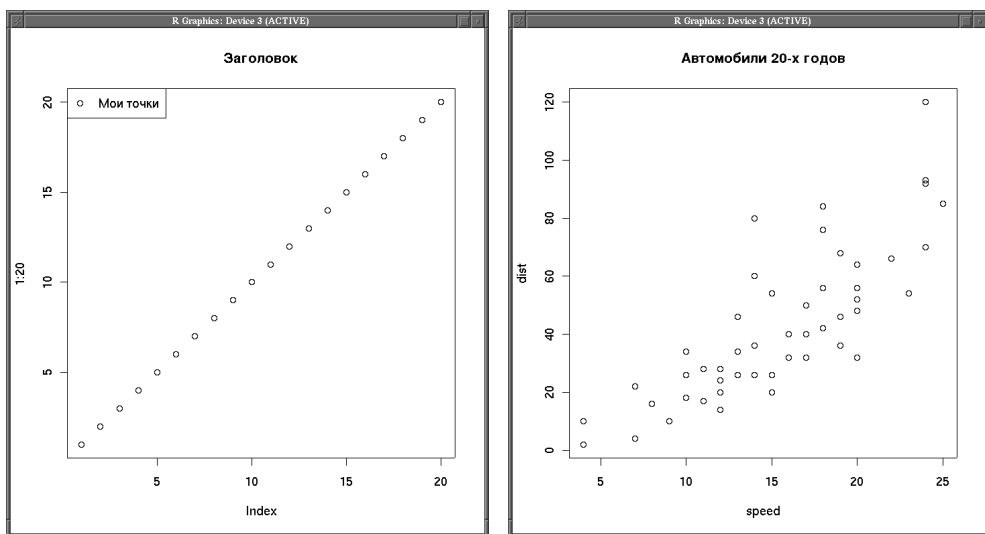 R Graphics: Device 3 (ACTIVE)
Заголовок
Мои точки
20
15
10
5
1:20
5 10 15 20
Index
R Graphics: Device 3 (ACTIVE)
Автомобили 20-х годов
120
100
80
60
40
20
0
dist
5 10 15 20 25
speed